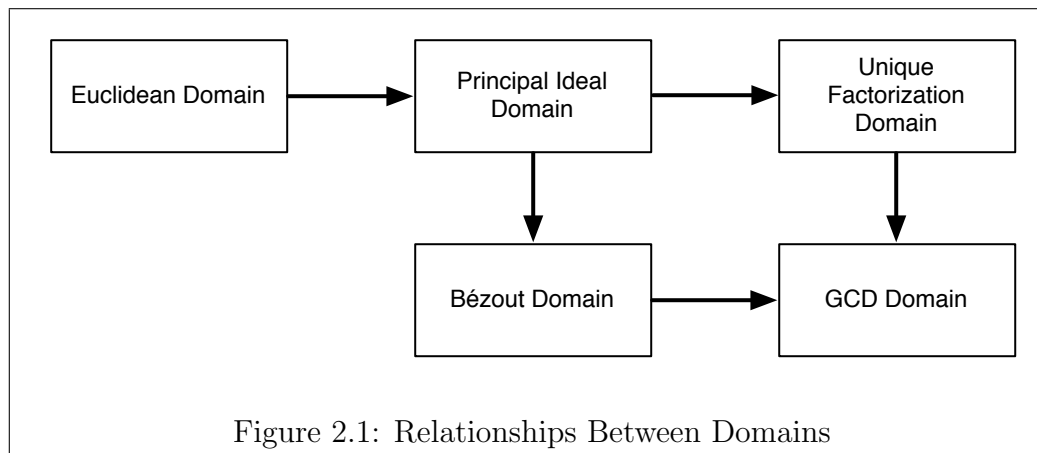 Euclidean Domain
Principal Ideal
Domain
Unique
Factorization
Domain
Bézout Domain
GCD Domain
Figure 2.1: Relationships Between Domains